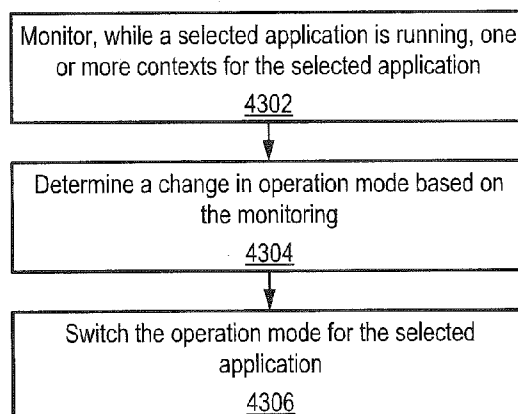 Monitor, while a selected application is running, one
or more contexts for the selected application
4302
Determine a change in operation mode based on
the monitoring
4304
Switch the operation mode for the selected
application
4306